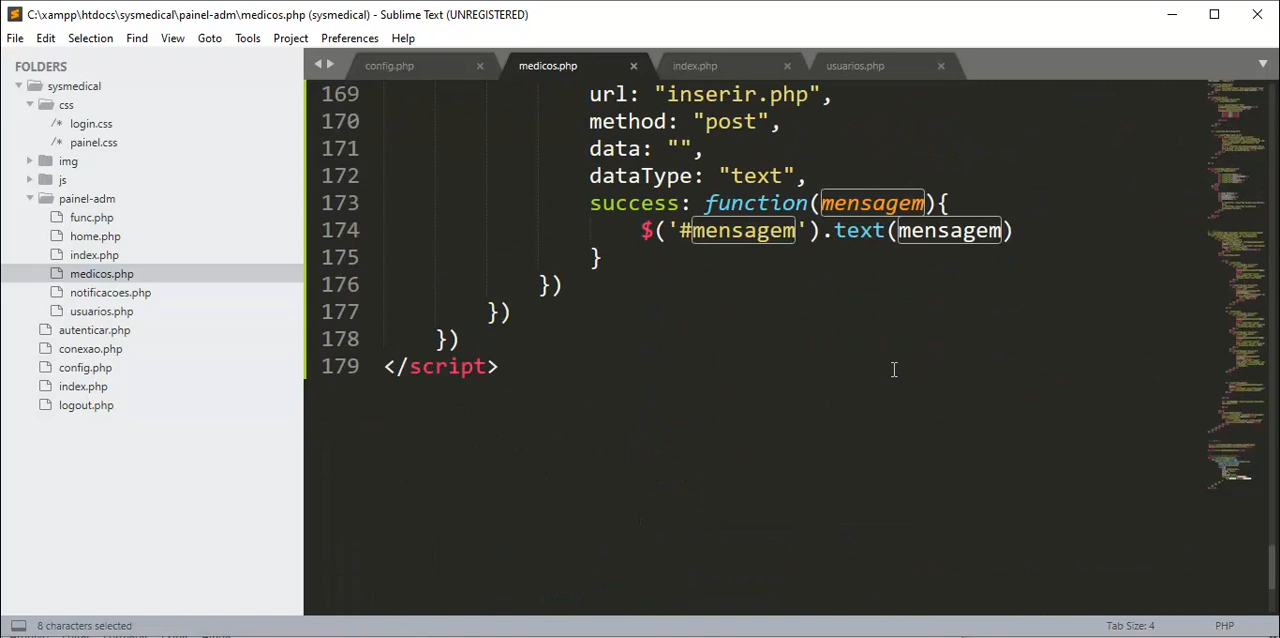 C:\xampp\htdocs\sysmedical\painel-adm\medicos.php (sysmedical) - Sublime Text (UNREGISTERED)
File Edit Selection Find View Goto Tools Project Preferences Help
FOLDERS
sysmedical
css
/* login.css
/* painel.css
img
js
painel-adm
func.php
home.php
index.php
medicos.php
notificacoes.php
usuarios.php
autenticar.php
conexao.php
config.php
index.php
logout.php
config.php × medicos.php × index.php × usuarios.php ×
169 url: "inserir.php",
170 method: "post",
171 data: "",
172 dataType: "text",
173 success: function(mensagem){
174 $('#mensagem').text(mensagem)
175 }
176 })
177 })
178 })
179 </script>
8 characters selected
Tab Size: 4
PHP